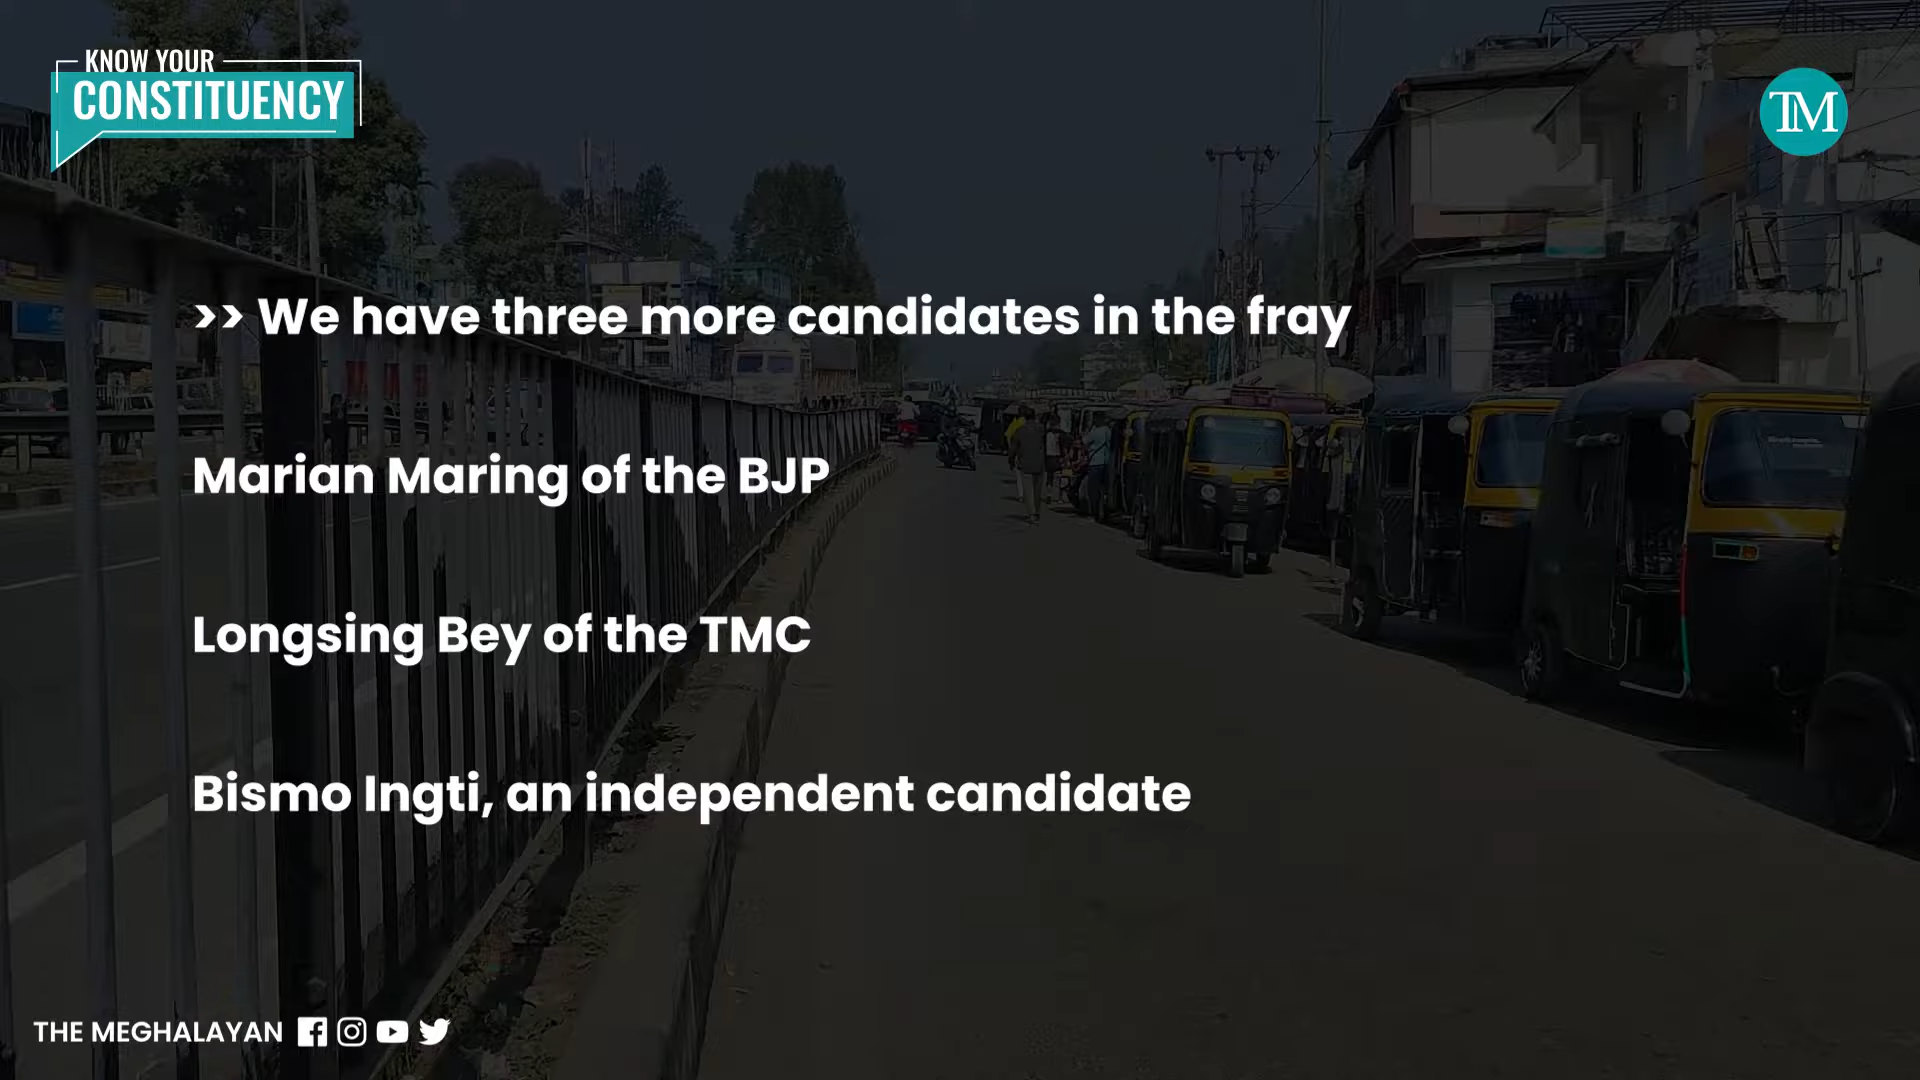 KNOW YOUR
CONSTITUENCY
TM
>> We have three more candidates in the fray
Marian Maring of the BJP
Longsing Bey of the TMC
Bismo Ingti, an independent candidate
THE MEGHALAYAN